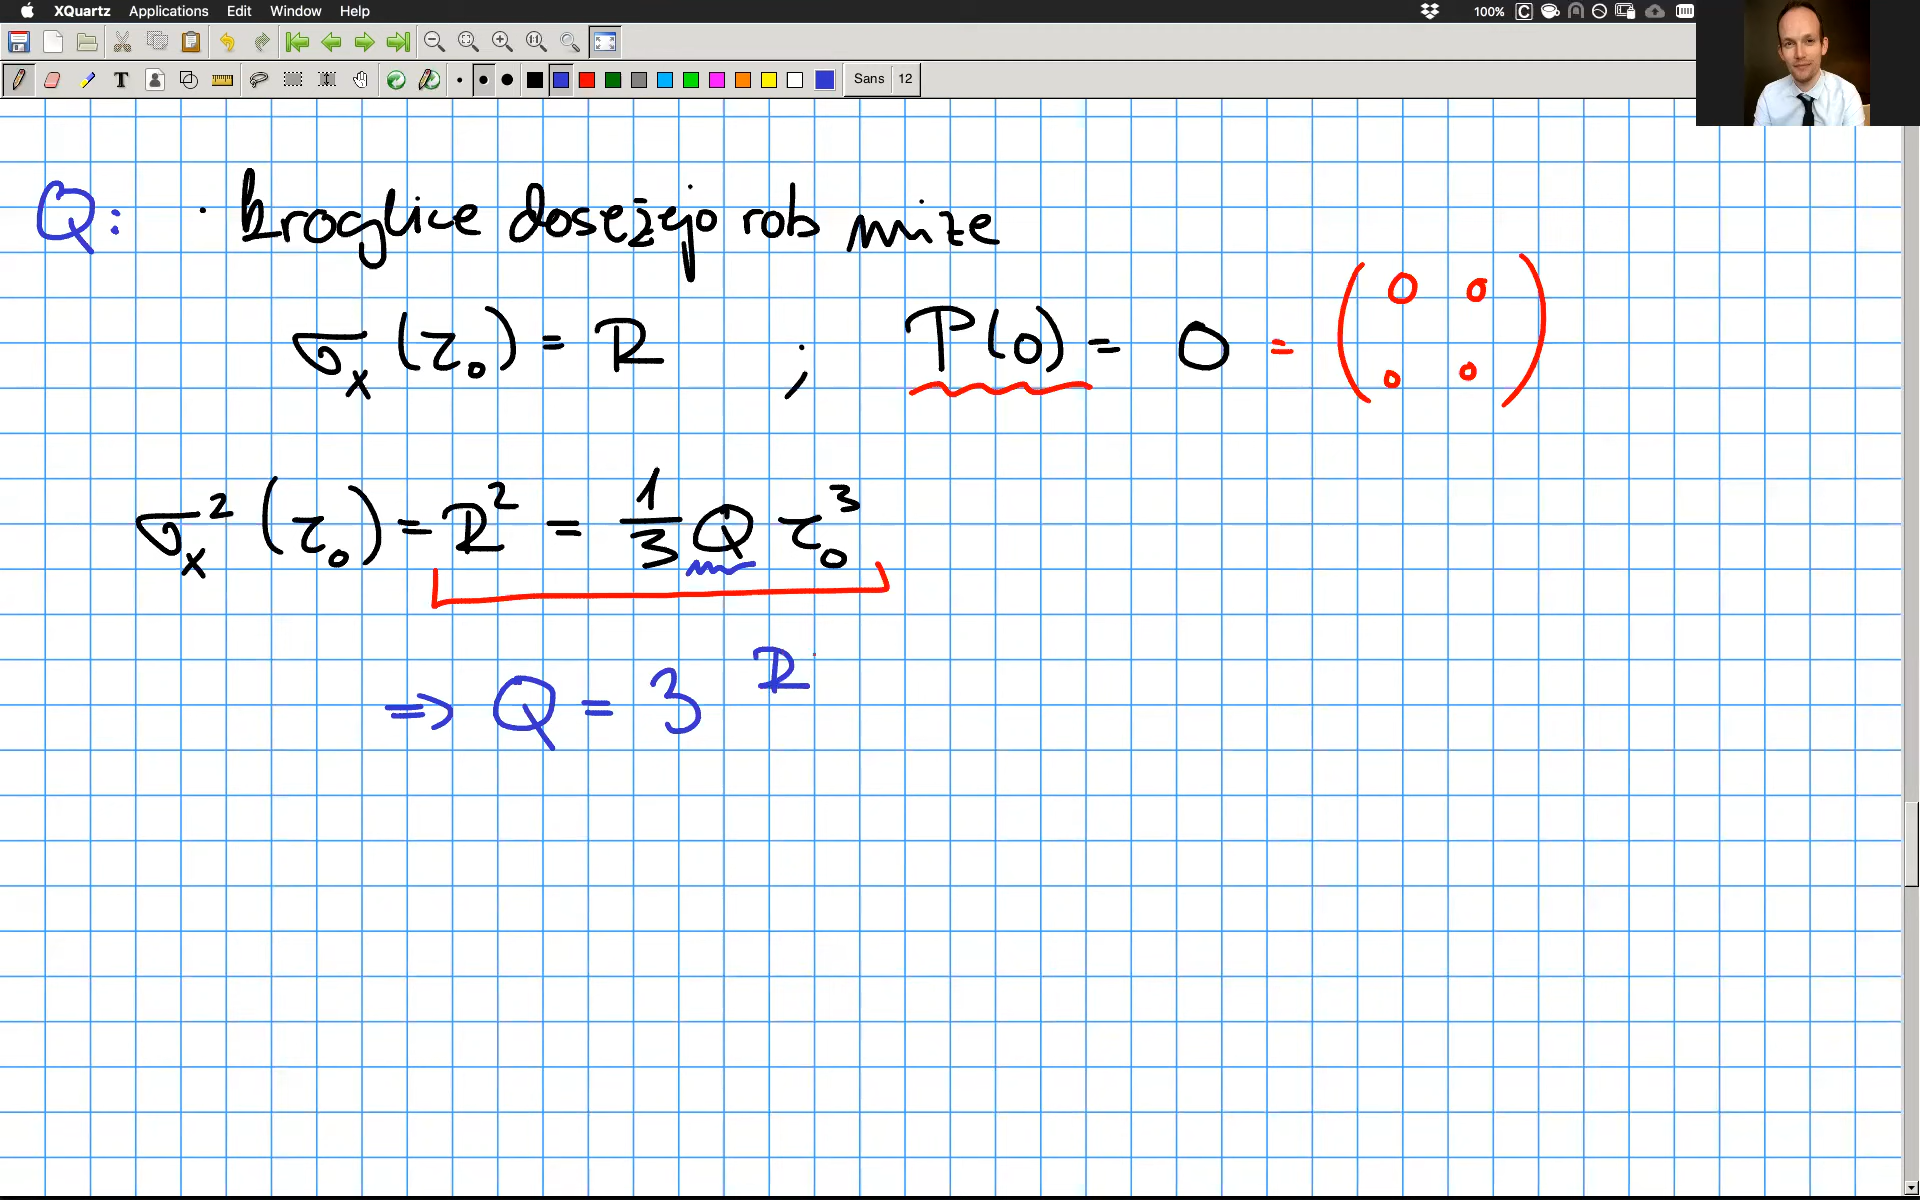 XQuartz Applications Edit Window Help 100%
Sans 12
Q: · kroglice dosežejo rob mize
σx(τ0) = R ; P(0) = 0 = (0 0
0 0)
σx²(τ0) = R² = 1/3 Q τ0³
⇒ Q = 3 R